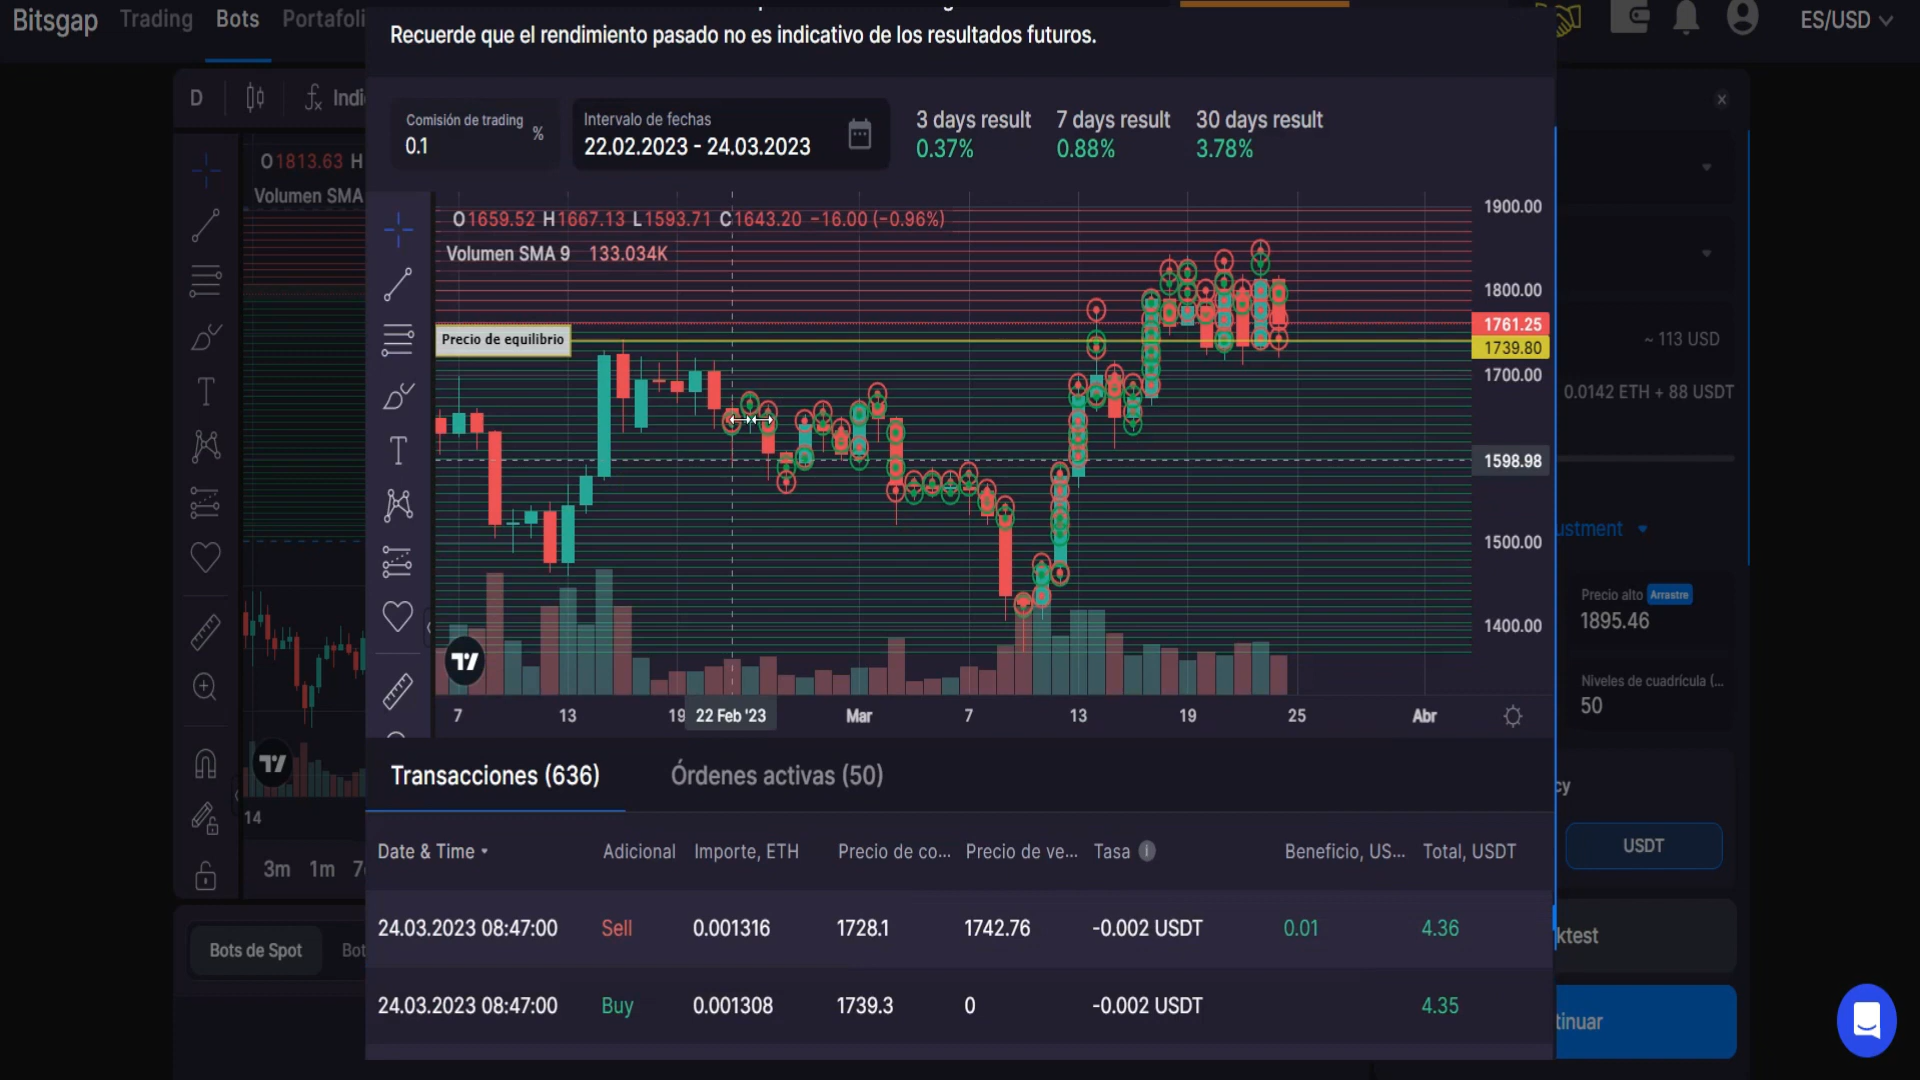 Bitsgap Trading Bots Portafoli ES/USD
Recuerde que el rendimiento pasado no es indicativo de los resultados futuros.
D Indi
Comisión de trading
0.1 %
Intervalo de fechas
22.02.2023 - 24.03.2023
3 days result 7 days result 30 days result
0.37% 0.88% 3.78%
O1813.63 H
Volumen SMA
O1659.52 H1667.13 L1593.71 C1643.20 −16.00 (−0.96%)
Volumen SMA 9 133.034K
1900.00
1800.00
1761.25
1739.80
1700.00
1598.98
1500.00
1400.00
Precio de equilibrio
7 13 19 22 Feb '23 Mar 7 13 19 25 Abr
~ 113 USD
0.0142 ETH + 88 USDT
ustment
Precio alto Arrastre
1895.46
Niveles de cuadrícula (...
50
cy
USDT
ktest
tinuar
14
3m 1m 7
Bots de Spot Bot
Transacciones (636) Órdenes activas (50)
Date & Time Adicional Importe, ETH Precio de co... Precio de ve... Tasa i Beneficio, US... Total, USDT
24.03.2023 08:47:00 Sell 0.001316 1728.1 1742.76 -0.002 USDT 0.01 4.36
24.03.2023 08:47:00 Buy 0.001308 1739.3 0 -0.002 USDT 4.35